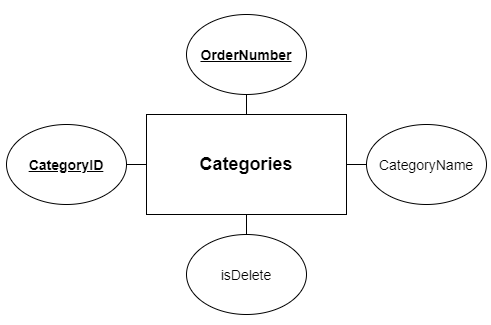 OrderNumber
CategoryID
Categories
CategoryName
isDelete